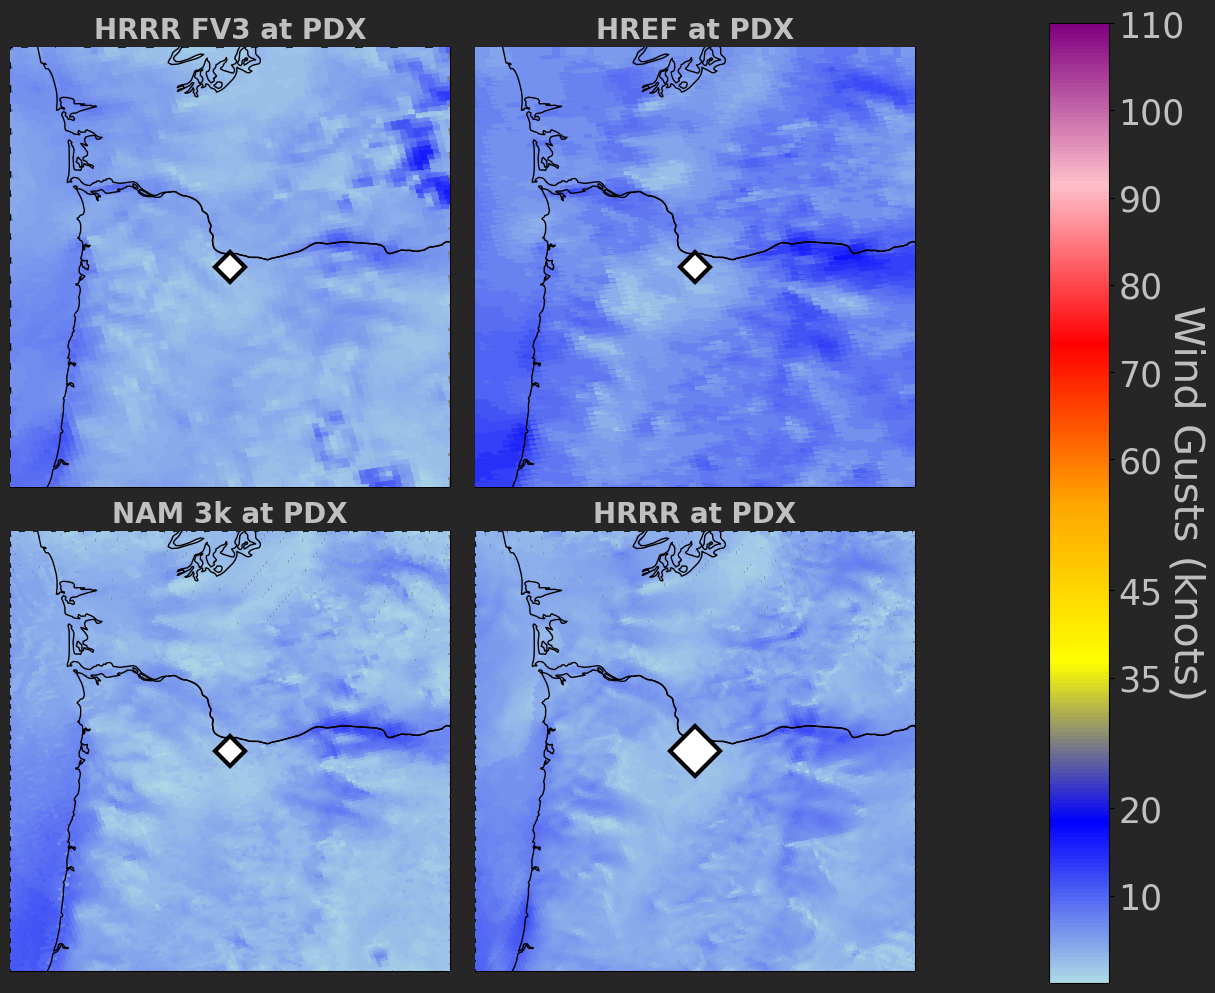 HRRR FV3 at PDX
HREF at PDX
NAM 3k at PDX
HRRR at PDX
110
100
90
80
70
60
45
35
20
10
Wind Gusts (knots)